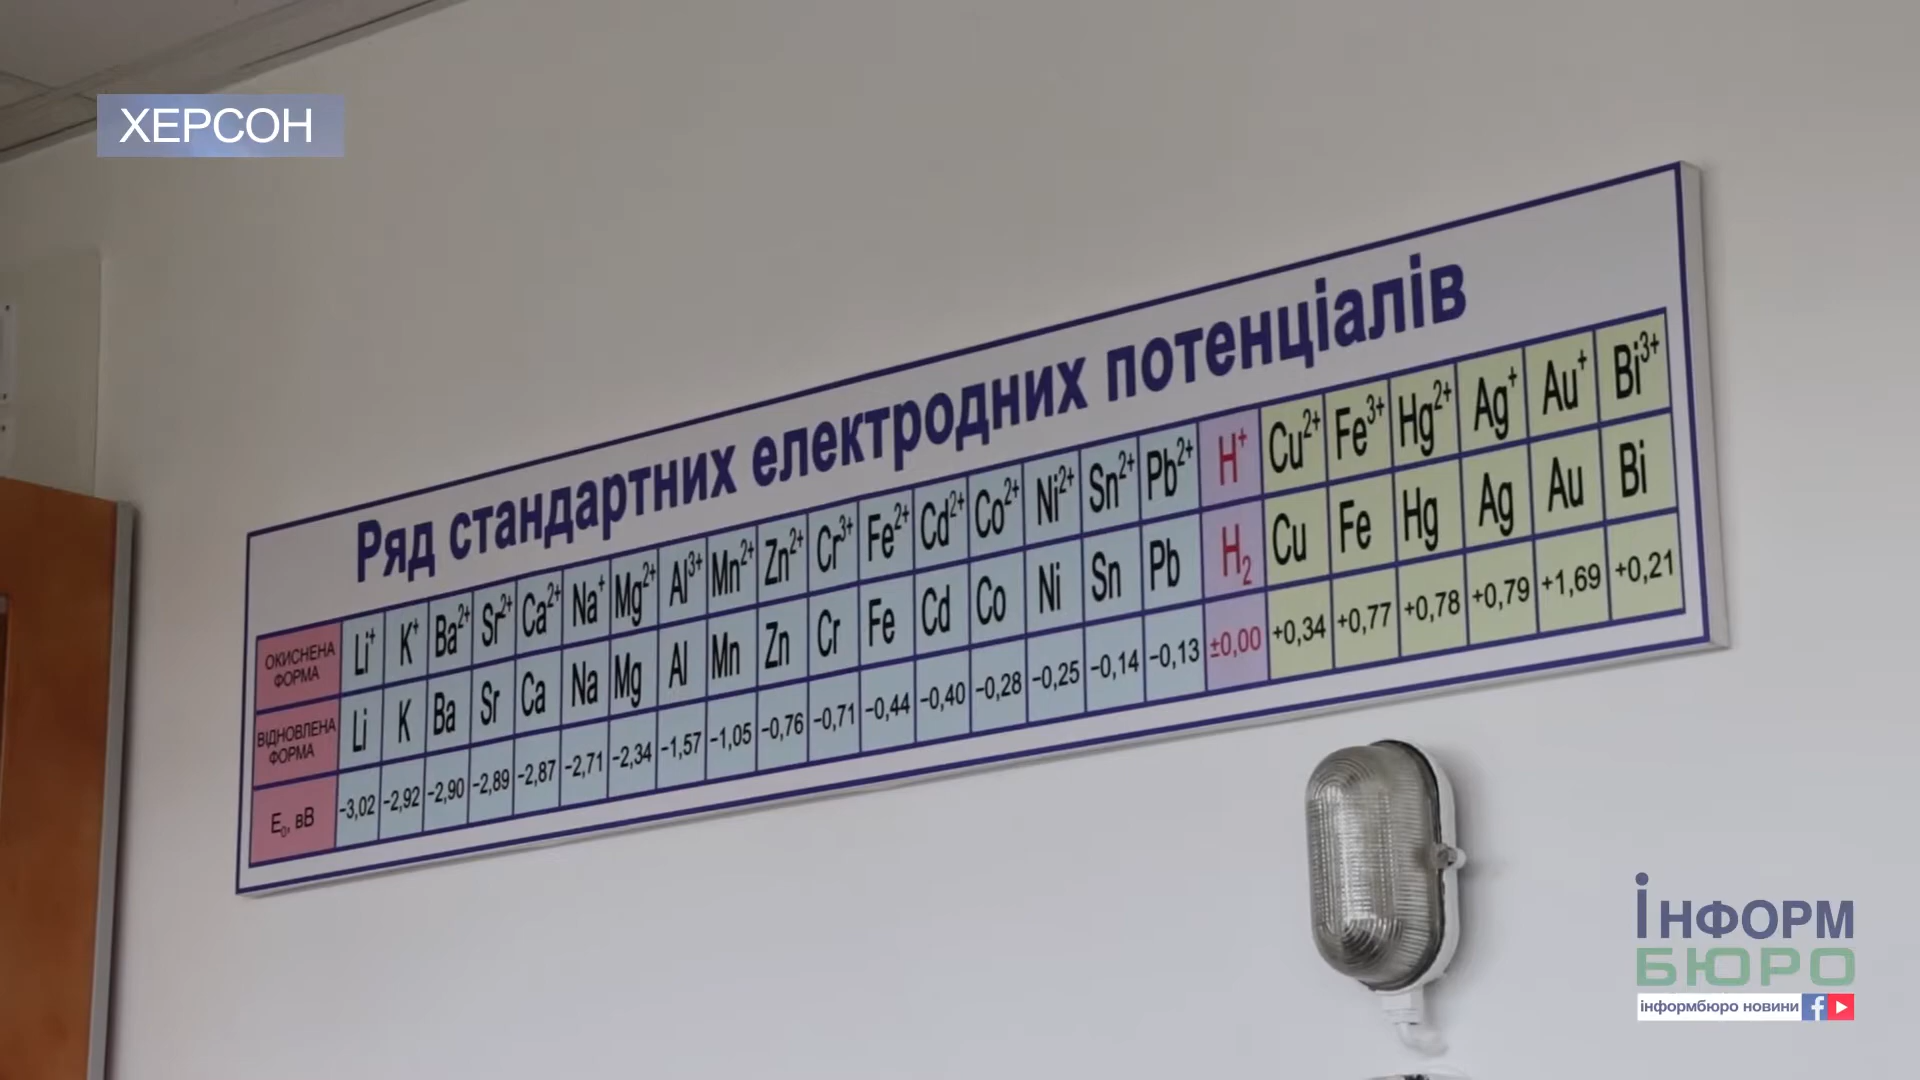 ХЕРСОН
Ряд стандартних електродних потенціалів
ОКИСНЕНА ФОРМА Li⁺ K⁺ Ba²⁺ Sr²⁺ Ca²⁺ Na⁺ Mg²⁺ Al³⁺ Mn²⁺ Zn²⁺ Cr³⁺ Fe²⁺ Cd²⁺ Co²⁺ Ni²⁺ Sn²⁺ Pb²⁺ H⁺ Cu²⁺ Fe³⁺ Hg²⁺ Ag⁺ Au⁺ Bi³⁺
ВІДНОВЛЕНА ФОРМА Li K Ba Sr Ca Na Mg Al Mn Zn Cr Fe Cd Co Ni Sn Pb H₂ Cu Fe Hg Ag Au Bi
E₀, вВ −3,02 −2,92 −2,90 −2,89 −2,87 −2,71 −2,34 −1,57 −1,05 −0,76 −0,71 −0,44 −0,40 −0,28 −0,25 −0,14 −0,13 ±0,00 +0,34 +0,77 +0,78 +0,79 +1,69 +0,21
ІНФОРМ
БЮРО
інформбюро новини